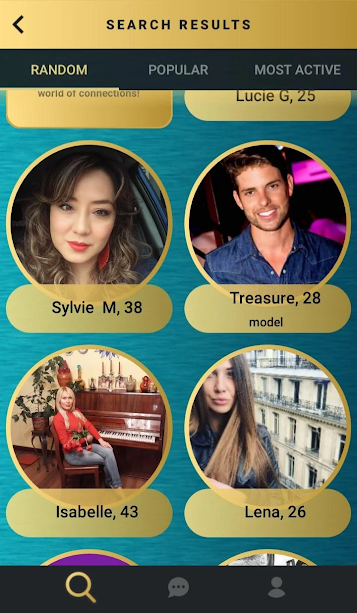 SEARCH RESULTS
RANDOM POPULAR MOST ACTIVE
world of connections!
Lucie G, 25
Sylvie M, 38
Treasure, 28
model
Isabelle, 43
Lena, 26